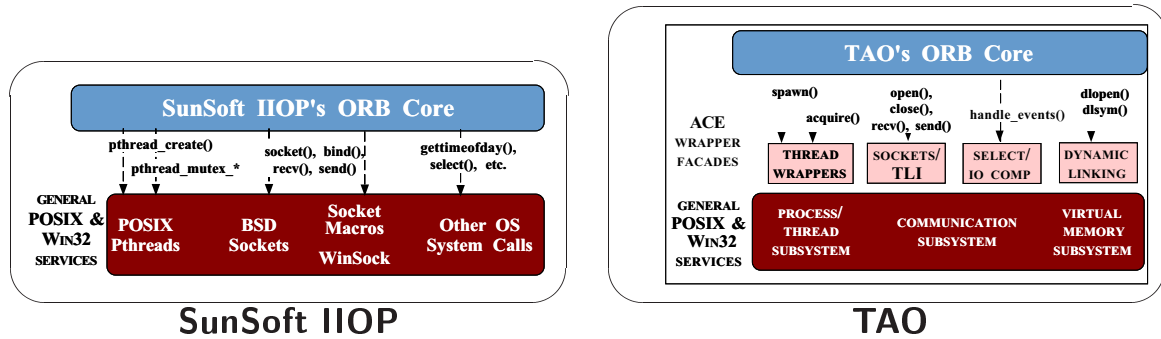 SunSoft IIOP's ORB Core
pthread_create()
pthread_mutex_*
socket(), bind(),
recv(), send()
gettimeofday(),
select(), etc.
GENERAL
POSIX &
WIN32
SERVICES
POSIX
Pthreads
BSD
Sockets
Socket
Macros
WinSock
Other OS
System Calls
SunSoft IIOP
TAO's ORB Core
ACE
WRAPPER
FACADES
spawn()
acquire()
open(),
close(),
recv(), send()
handle_events()
dlopen()
dlsym()
THREAD
WRAPPERS
SOCKETS/
TLI
SELECT/
IO COMP
DYNAMIC
LINKING
GENERAL
POSIX &
WIN32
SERVICES
PROCESS/
THREAD
SUBSYSTEM
COMMUNICATION
SUBSYSTEM
VIRTUAL
MEMORY
SUBSYSTEM
TAO